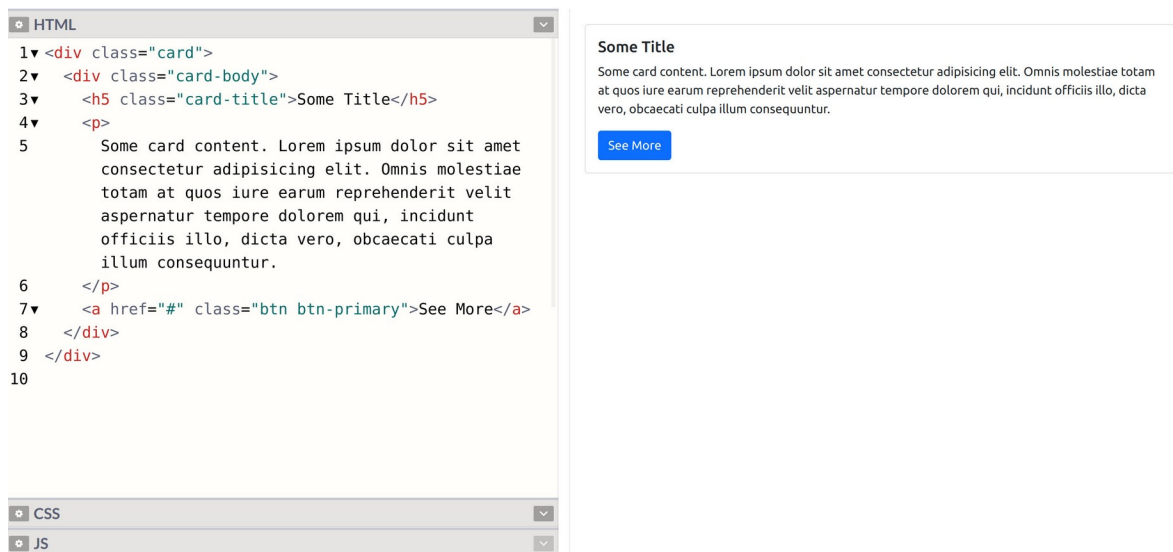 HTML
1 <div class="card">
2 <div class="card-body">
3 <h5 class="card-title">Some Title</h5>
4 <p>
5 Some card content. Lorem ipsum dolor sit amet
consectetur adipisicing elit. Omnis molestiae
totam at quos iure earum reprehenderit velit
aspernatur tempore dolorem qui, incidunt
officiis illo, dicta vero, obcaecati culpa
illum consequuntur.
6 </p>
7 <a href="#" class="btn btn-primary">See More</a>
8 </div>
9 </div>
10
CSS
JS
Some Title
Some card content. Lorem ipsum dolor sit amet consectetur adipisicing elit. Omnis molestiae totam
at quos iure earum reprehenderit velit aspernatur tempore dolorem qui, incidunt officiis illo, dicta
vero, obcaecati culpa illum consequuntur.
See More